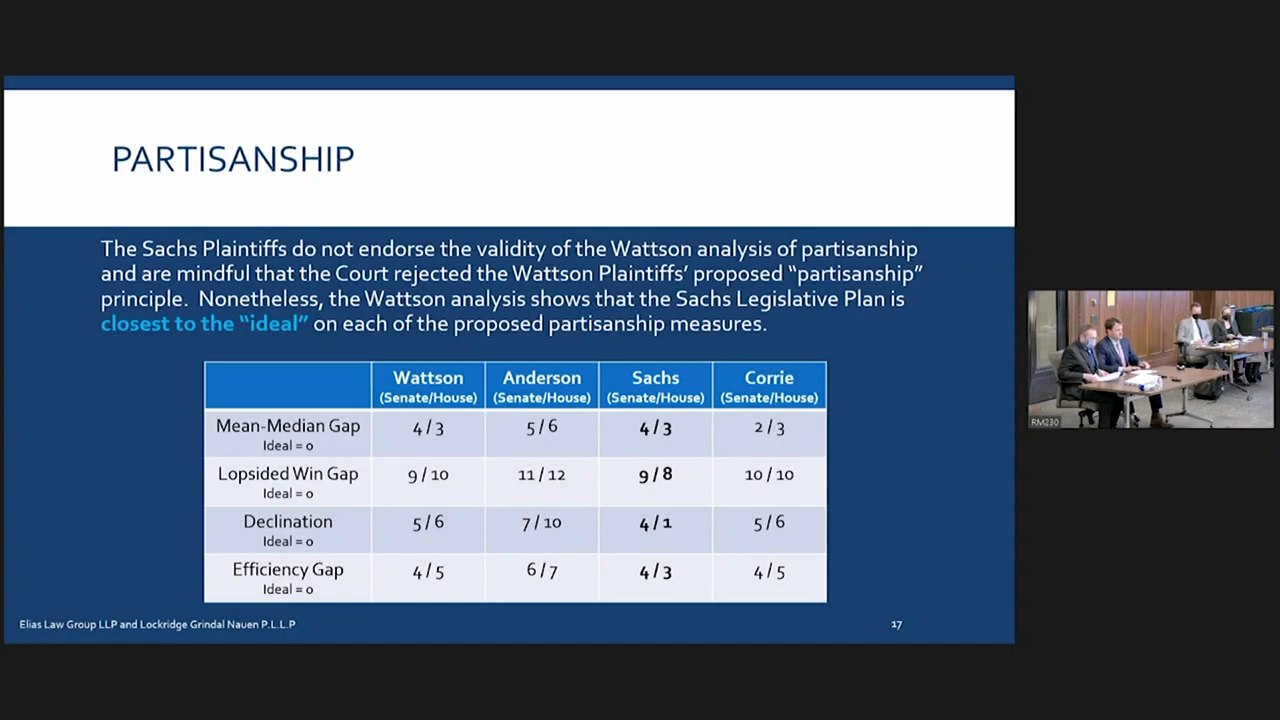 PARTISANSHIP
The Sachs Plaintiffs do not endorse the validity of the Wattson analysis of partisanship
and are mindful that the Court rejected the Wattson Plaintiffs’ proposed “partisanship”
principle.  Nonetheless, the Wattson analysis shows that the Sachs Legislative Plan is
closest to the “ideal” on each of the proposed partisanship measures.
Wattson Anderson Sachs Corrie
(Senate/House) (Senate/House) (Senate/House) (Senate/House)
Mean-Median Gap 4 / 3 5 / 6 4 / 3 2 / 3
Ideal = 0
Lopsided Win Gap 9 / 10 11 / 12 9 / 8 10 / 10
Ideal = 0
Declination 5 / 6 7 / 10 4 / 1 5 / 6
Ideal = 0
Efficiency Gap 4 / 5 6 / 7 4 / 3 4 / 5
Ideal = 0
Elias Law Group LLP and Lockridge Grindal Nauen P.L.L.P 17
RM230